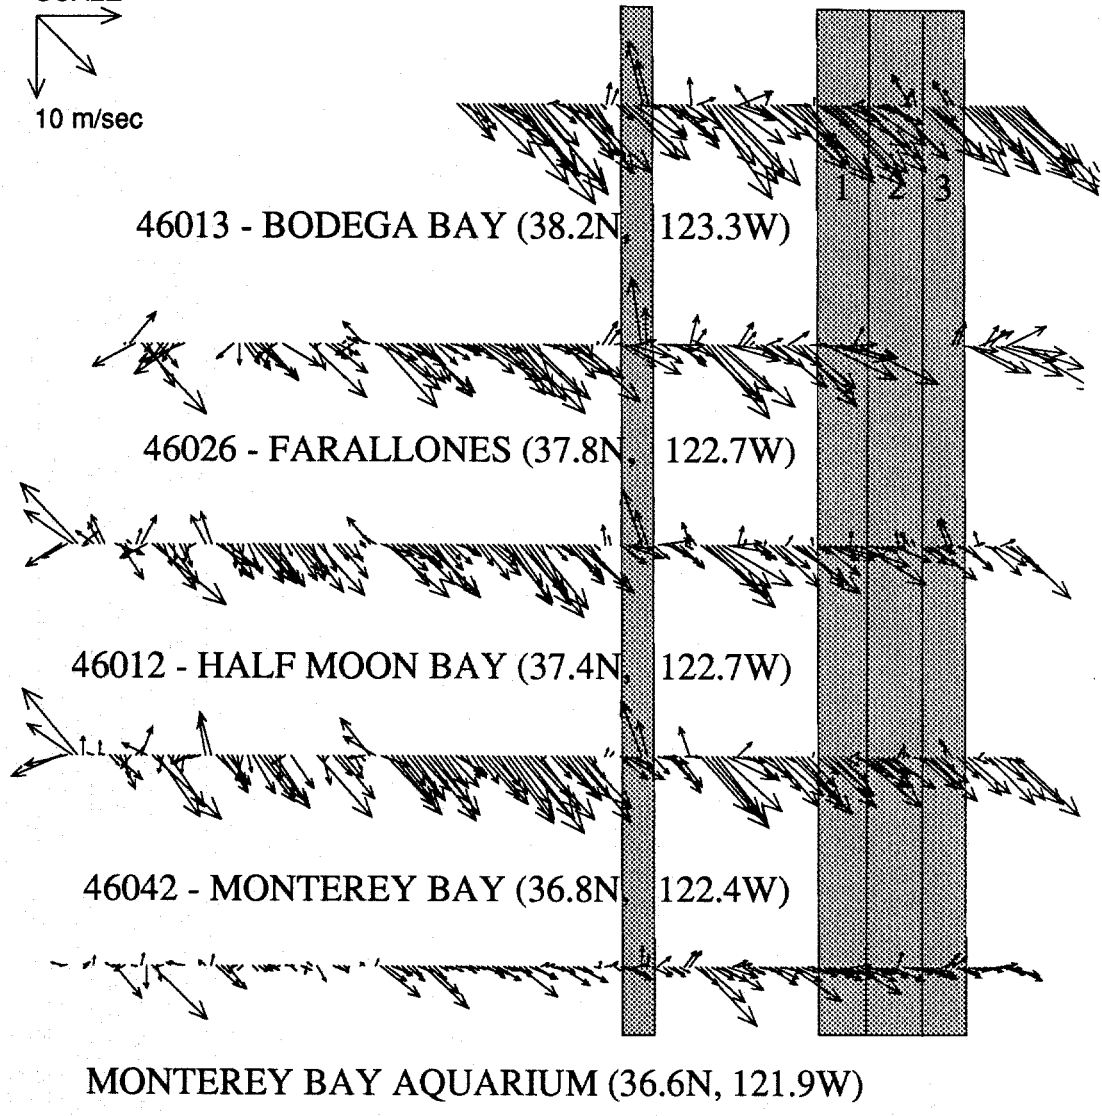 10 m/sec
1 2 3
46013 - BODEGA BAY (38.2N, 123.3W)
46026 - FARALLONES (37.8N, 122.7W)
46012 - HALF MOON BAY (37.4N, 122.7W)
46042 - MONTEREY BAY (36.8N, 122.4W)
MONTEREY BAY AQUARIUM (36.6N, 121.9W)